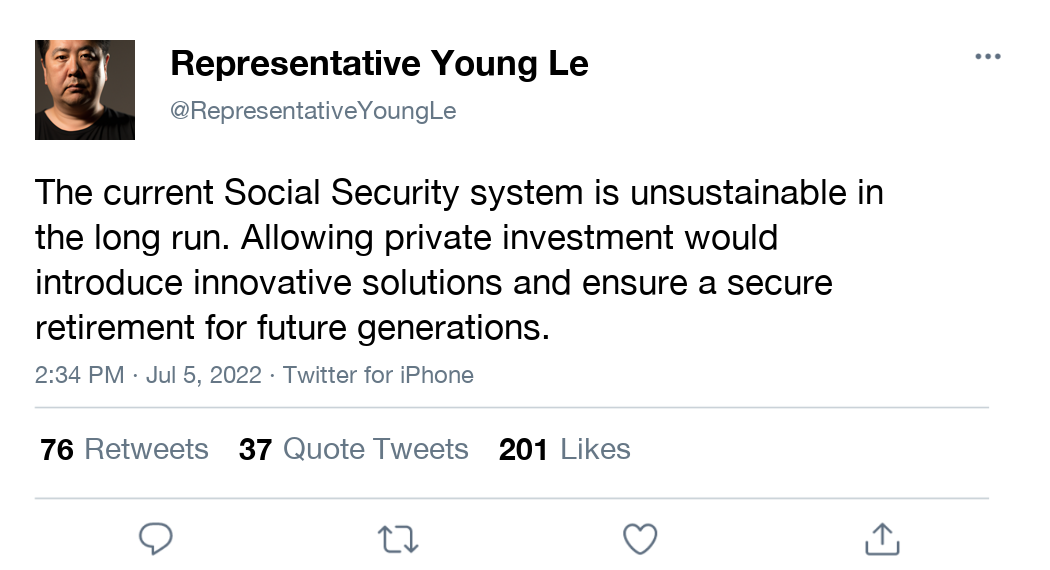 Representative Young Le
@RepresentativeYoungLe
The current Social Security system is unsustainable in
the long run. Allowing private investment would
introduce innovative solutions and ensure a secure
retirement for future generations.
2:34 PM · Jul 5, 2022 · Twitter for iPhone
76 Retweets 37 Quote Tweets 201 Likes